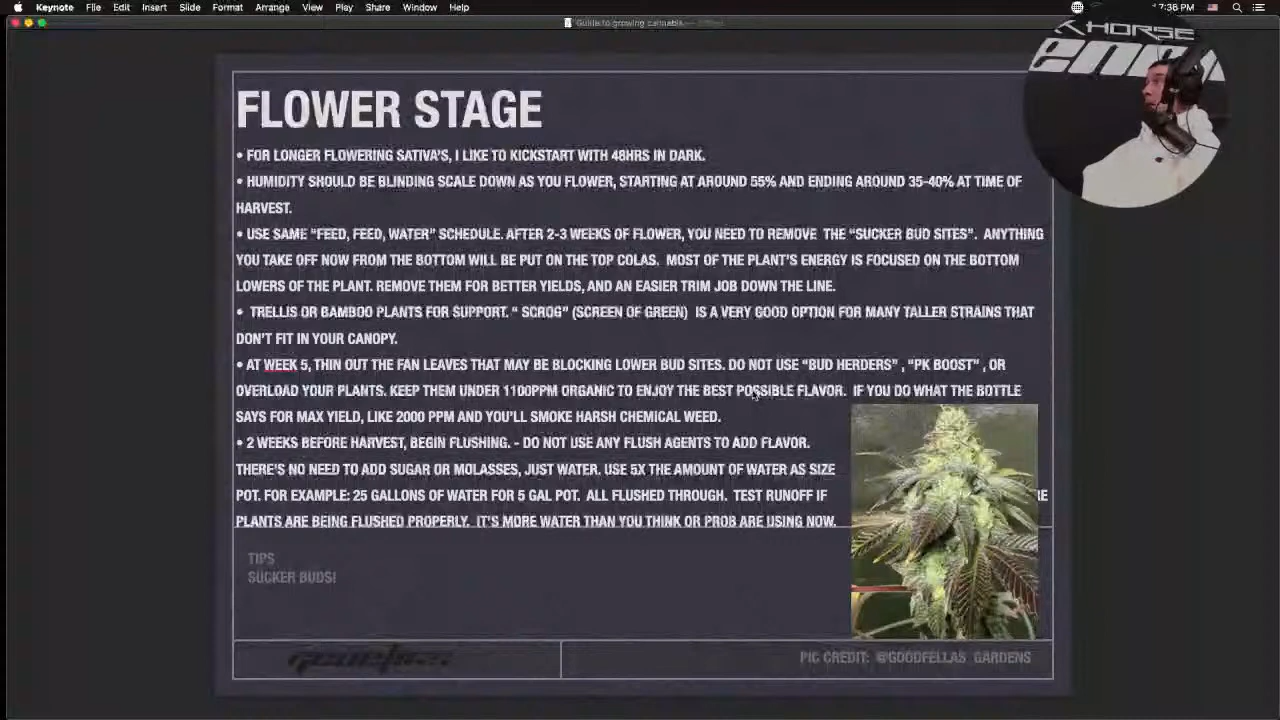 Keynote File Edit Insert Slide Format Arrange View Play Share Window Help 7:36 PM
Guide to growing cannabis — Edited
HORSE
FLOWER STAGE
• FOR LONGER FLOWERING SATIVA'S, I LIKE TO KICKSTART WITH 48HRS IN DARK.
• HUMIDITY SHOULD BE BLINDING SCALE DOWN AS YOU FLOWER, STARTING AT AROUND 55% AND ENDING AROUND 35-40% AT TIME OF
HARVEST.
• USE SAME "FEED, FEED, WATER" SCHEDULE. AFTER 2-3 WEEKS OF FLOWER, YOU NEED TO REMOVE THE "SUCKER BUD SITES". ANYTHING
YOU TAKE OFF NOW FROM THE BOTTOM WILL BE PUT ON THE TOP COLAS. MOST OF THE PLANT'S ENERGY IS FOCUSED ON THE BOTTOM
LOWERS OF THE PLANT. REMOVE THEM FOR BETTER YIELDS, AND AN EASIER TRIM JOB DOWN THE LINE.
• TRELLIS OR BAMBOO PLANTS FOR SUPPORT. " SCROG" (SCREEN OF GREEN) IS A VERY GOOD OPTION FOR MANY TALLER STRAINS THAT
DON'T FIT IN YOUR CANOPY.
• AT WEEK 5, THIN OUT THE FAN LEAVES THAT MAY BE BLOCKING LOWER BUD SITES. DO NOT USE "BUD HERDERS" , "PK BOOST" , OR
OVERLOAD YOUR PLANTS. KEEP THEM UNDER 1100PPM ORGANIC TO ENJOY THE BEST POSSIBLE FLAVOR. IF YOU DO WHAT THE BOTTLE
SAYS FOR MAX YIELD, LIKE 2000 PPM AND YOU'LL SMOKE HARSH CHEMICAL WEED.
• 2 WEEKS BEFORE HARVEST, BEGIN FLUSHING. - DO NOT USE ANY FLUSH AGENTS TO ADD FLAVOR.
THERE'S NO NEED TO ADD SUGAR OR MOLASSES, JUST WATER. USE 5X THE AMOUNT OF WATER AS SIZE
POT. FOR EXAMPLE: 25 GALLONS OF WATER FOR 5 GAL POT. ALL FLUSHED THROUGH. TEST RUNOFF IF
PLANTS ARE BEING FLUSHED PROPERLY. IT'S MORE WATER THAN YOU THINK OR PROB ARE USING NOW.
TIPS
SUCKER BUDS!
PIC CREDIT: @GOODFELLAS_GARDENS